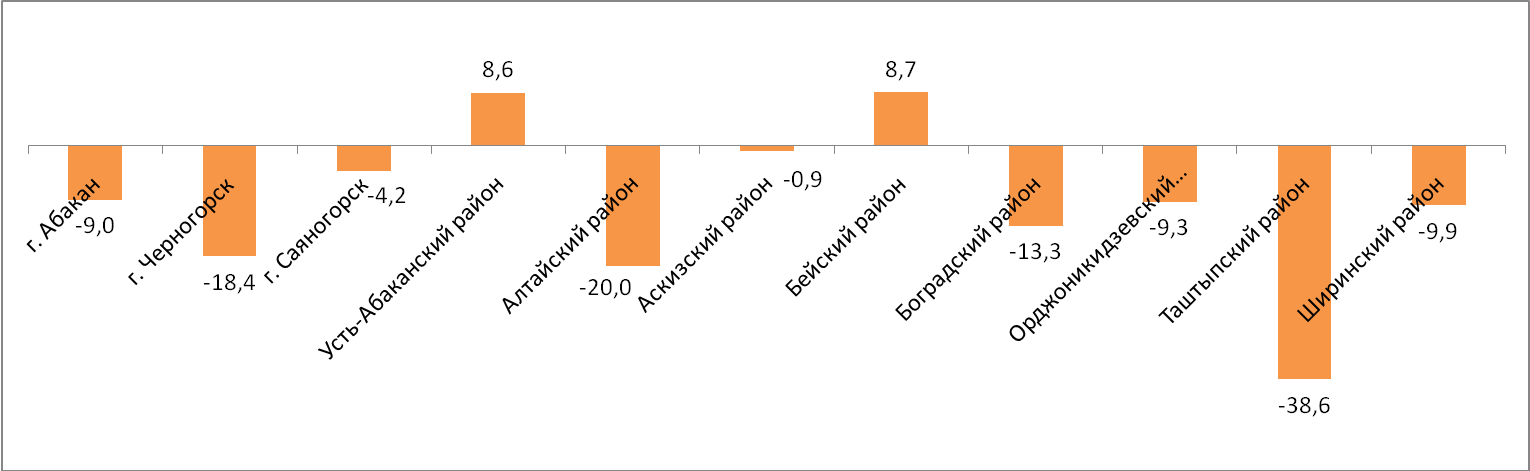 8,6
8,7
-0,9
-4,2
-9,0
-18,4
-20,0
-13,3
-9,3
-38,6
-9,9
г. Абакан
г. Черногорск
г. Саяногорск
Усть-Абаканский район
Алтайский район
Аскизский район
Бейский район
Боградский район
Орджоникидзевский...
Таштыпский район
Ширинский район